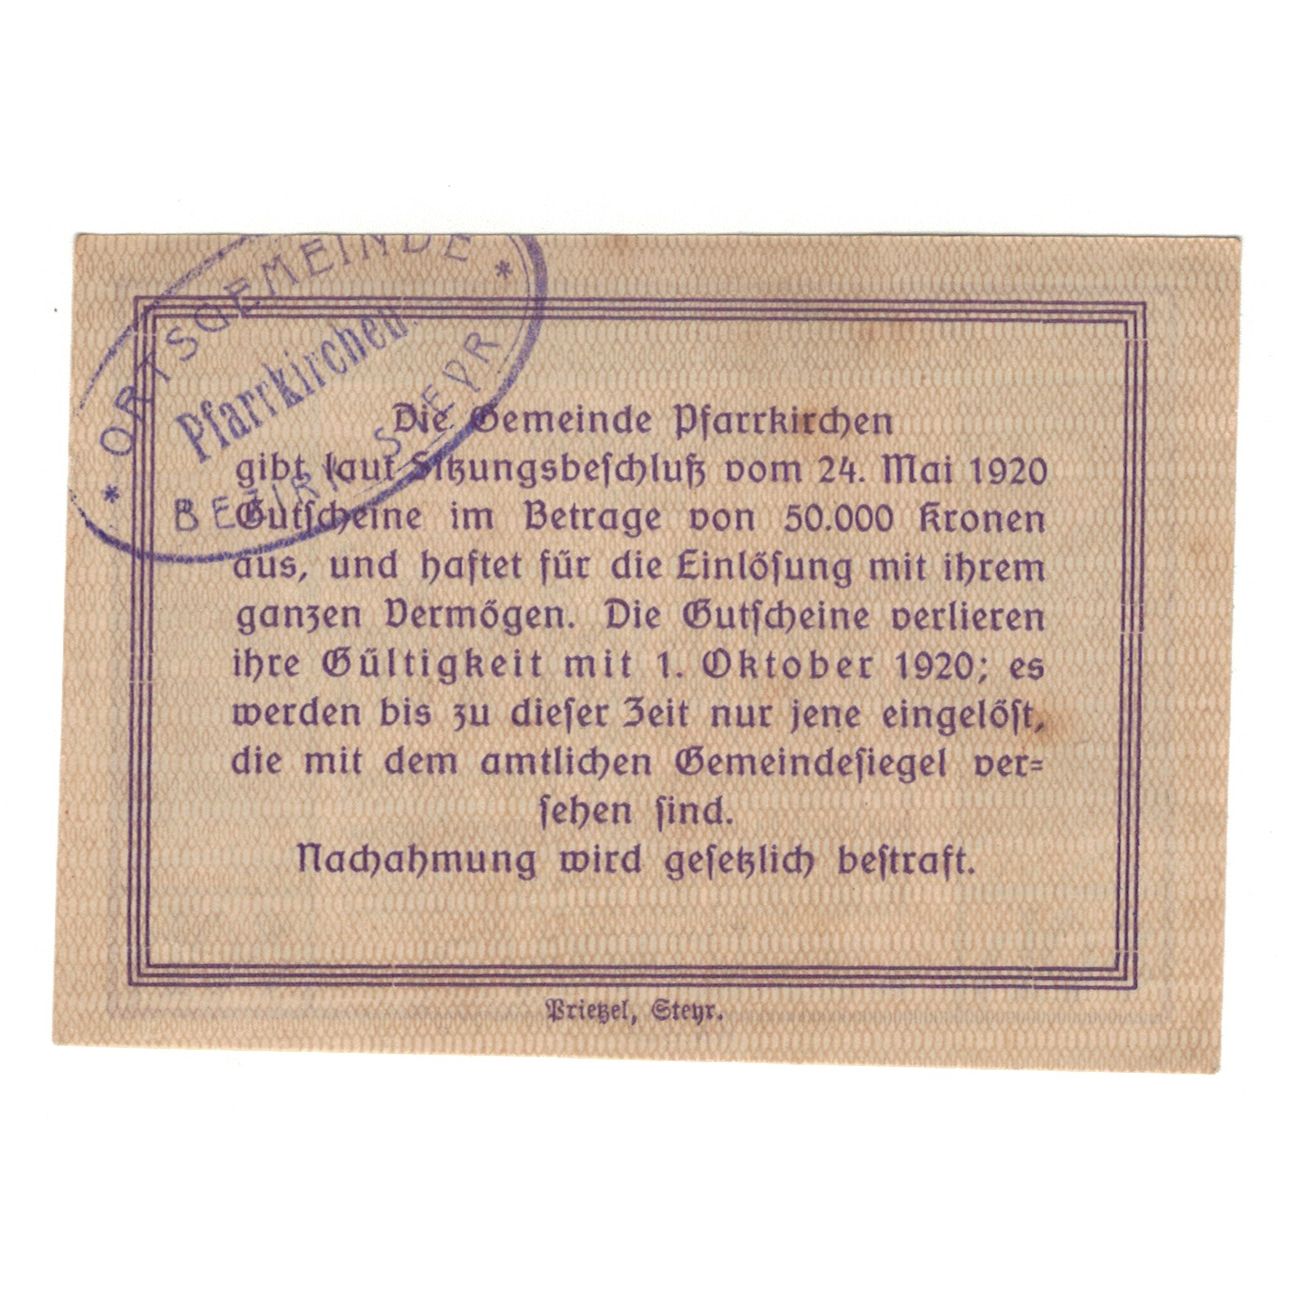 * ORTSGEMEINDE *
Pfarrkirchen.
BEZIRK STEYR
Die Gemeinde Pfarrkirchen
gibt laut Sitzungsbeschluß vom 24. Mai 1920
Gutscheine im Betrage von 50.000 Kronen
aus, und haftet für die Einlösung mit ihrem
ganzen Vermögen. Die Gutscheine verlieren
ihre Gültigkeit mit 1. Oktober 1920; es
werden bis zu dieser Zeit nur jene eingelöst,
die mit dem amtlichen Gemeindesiegel ver=
sehen sind.
Nachahmung wird gesetzlich bestraft.
Prietzel, Steyr.